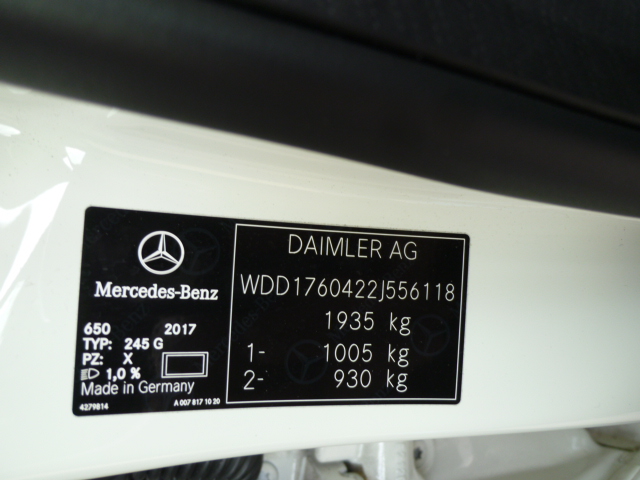 Mercedes-Benz
650 2017
TYP: 245 G
PZ: X
1,0 %
Made in Germany
4279814 A 007 817 10 20
DAIMLER AG
WDD1760422J556118
1935 kg
1- 1005 kg
2- 930 kg